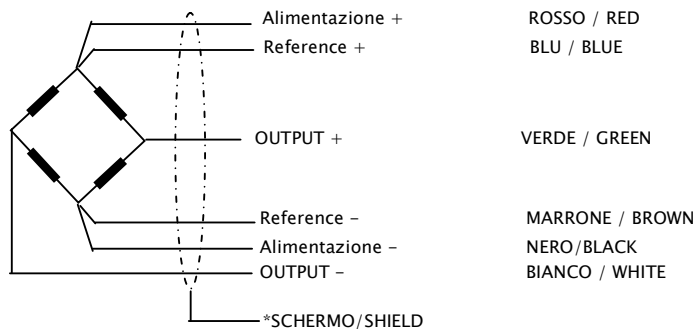 Alimentazione + ROSSO / RED
Reference + BLU / BLUE
OUTPUT + VERDE / GREEN
Reference - MARRONE / BROWN
Alimentazione - NERO/BLACK
OUTPUT - BIANCO / WHITE
*SCHERMO/SHIELD